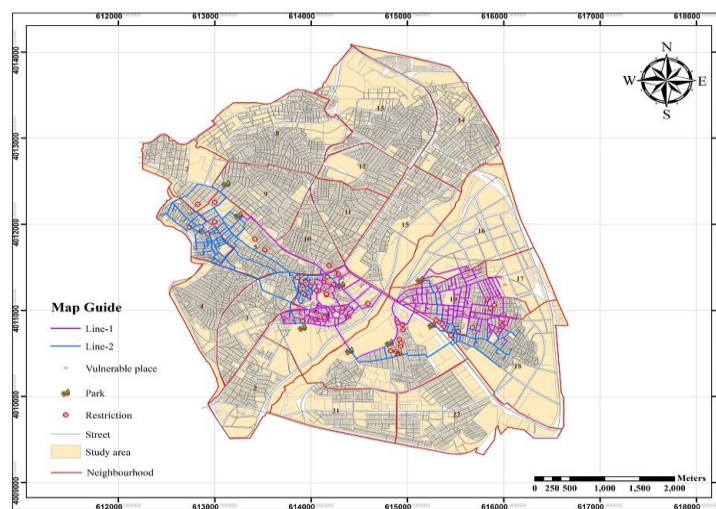 612000 613000 614000 615000 616000 617000 618000
4014000
4013000
4012000
4011000
4010000
4009000
N
W E
S
13
14
8
7
12
9
11
16
15
10
17
4
3
18
2
21
22
Map Guide
Line-1
Line-2
Vulnerable place
Park
Restriction
Street
Study area
Neighbourhood
Meters
0 250 500 1,000 1,500 2,000
612000 613000 614000 615000 616000 617000 618000